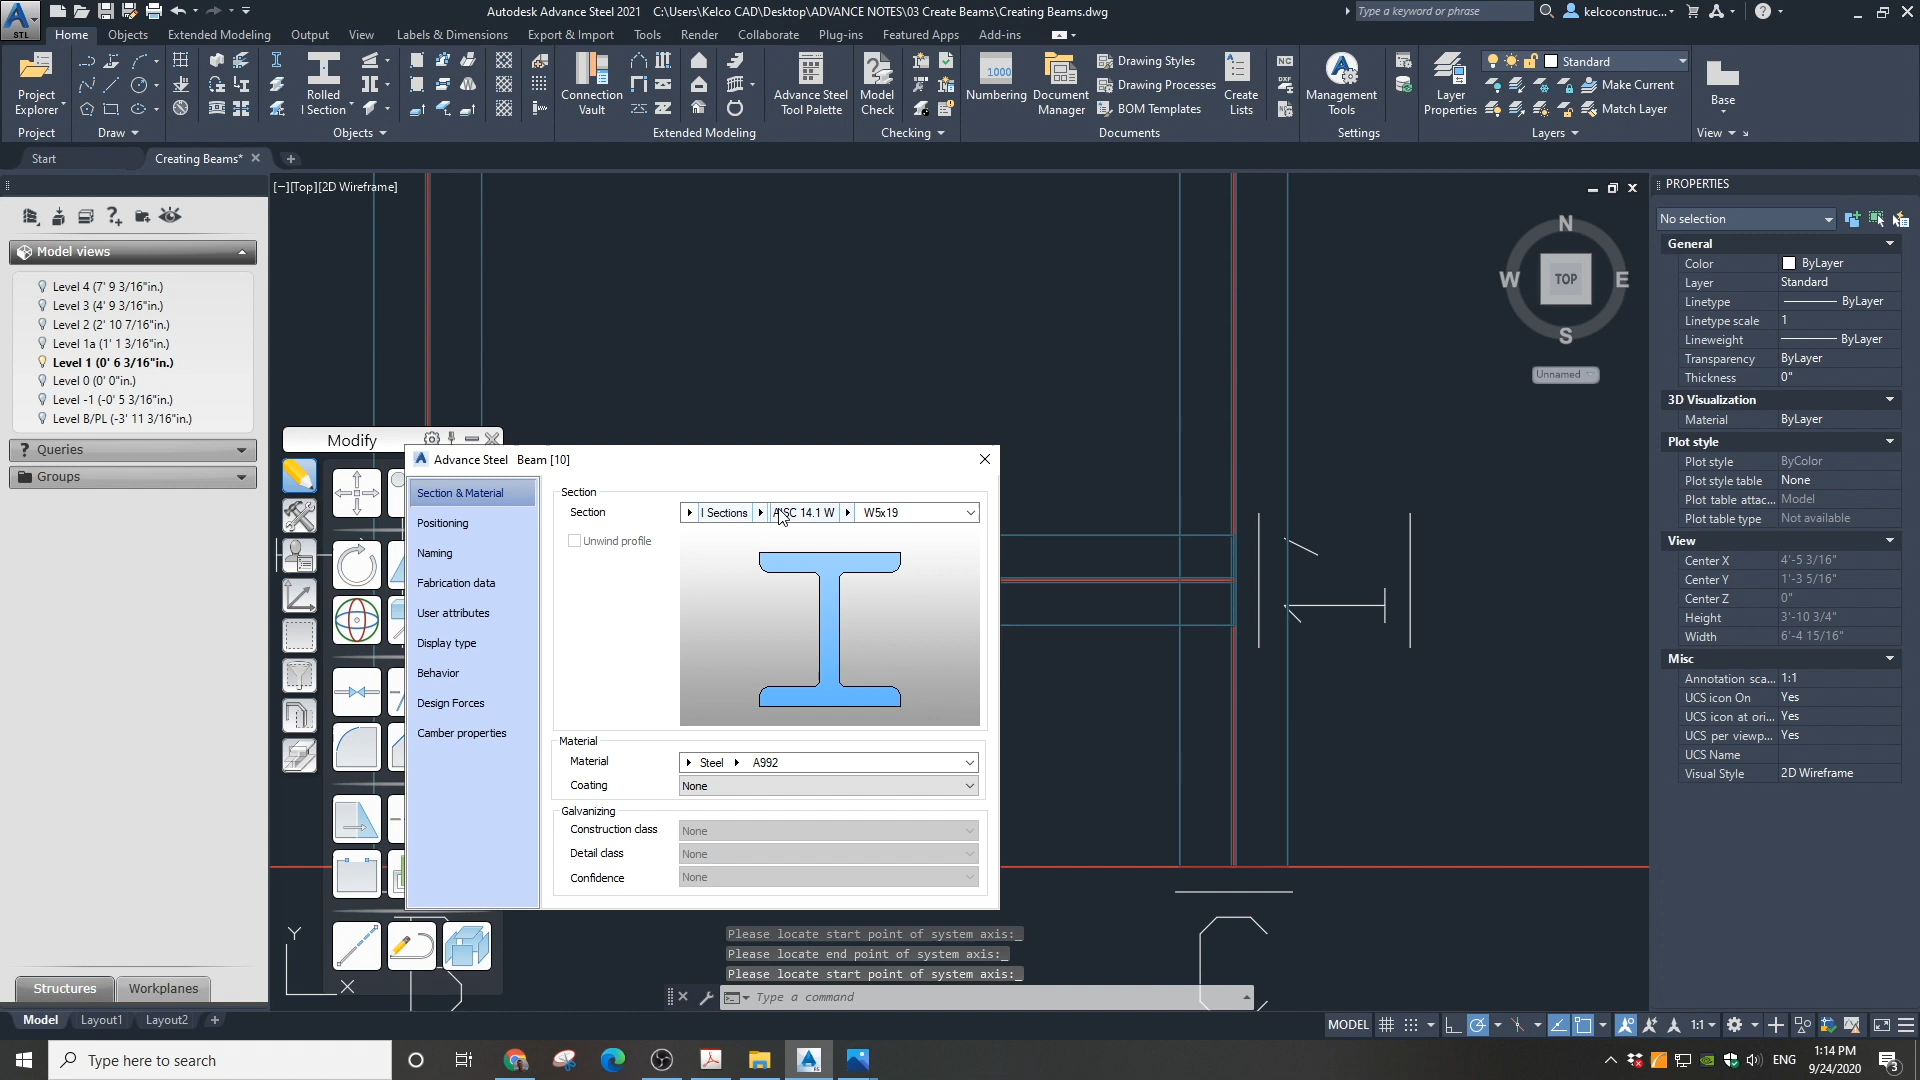 Autodesk Advance Steel 2021 C:\Users\Kelco CAD\Desktop\ADVANCE NOTES\03 Create Beams\Creating Beams.dwg
Type a keyword or phrase
kelcoconstruc...
STL
Home Objects Extended Modeling Output View Labels & Dimensions Export & Import Tools Render Collaborate Plug-ins Featured Apps Add-ins
Project Explorer
Rolled I Section
Connection Vault
Advance Steel Tool Palette
Model Check
1000
Numbering
Document Manager
Drawing Styles
Drawing Processes
BOM Templates
Create Lists
NC
DXF
Management Tools
Layer Properties
Standard
Make Current
Match Layer
Base
Project Draw Objects Extended Modeling Checking Documents Settings Layers View
Start Creating Beams*
[−][Top][2D Wireframe]
Model views
Level 4 (7' 9 3/16"in.)
Level 3 (4' 9 3/16"in.)
Level 2 (2' 10 7/16"in.)
Level 1a (1' 1 3/16"in.)
Level 1 (0' 6 3/16"in.)
Level 0 (0' 0"in.)
Level -1 (-0' 5 3/16"in.)
Level B/PL (-3' 11 3/16"in.)
Queries
Groups
Structures Workplanes
Modify
Advance Steel Beam [10]
Section & Material
Positioning
Naming
Fabrication data
User attributes
Display type
Behavior
Design Forces
Camber properties
Section
Section I Sections AISC 14.1 W W5x19
Unwind profile
Material
Material Steel A992
Coating None
Galvanizing
Construction class None
Detail class None
Confidence None
N
W TOP E
S
Unnamed
Y
X
Please locate start point of system axis:_
Please locate end point of system axis:_
Please locate start point of system axis:_
Type a command
PROPERTIES
No selection
General
Color ByLayer
Layer Standard
Linetype ByLayer
Linetype scale 1
Lineweight ByLayer
Transparency ByLayer
Thickness 0"
3D Visualization
Material ByLayer
Plot style
Plot style ByColor
Plot style table None
Plot table attac... Model
Plot table type Not available
View
Center X 4'-5 3/16"
Center Y 1'-3 5/16"
Center Z 0"
Height 3'-10 3/4"
Width 6'-4 15/16"
Misc
Annotation sca... 1:1
UCS icon On Yes
UCS icon at ori... Yes
UCS per viewp... Yes
UCS Name
Visual Style 2D Wireframe
Model Layout1 Layout2
MODEL 1:1
Type here to search
ENG
1:14 PM
9/24/2020
3